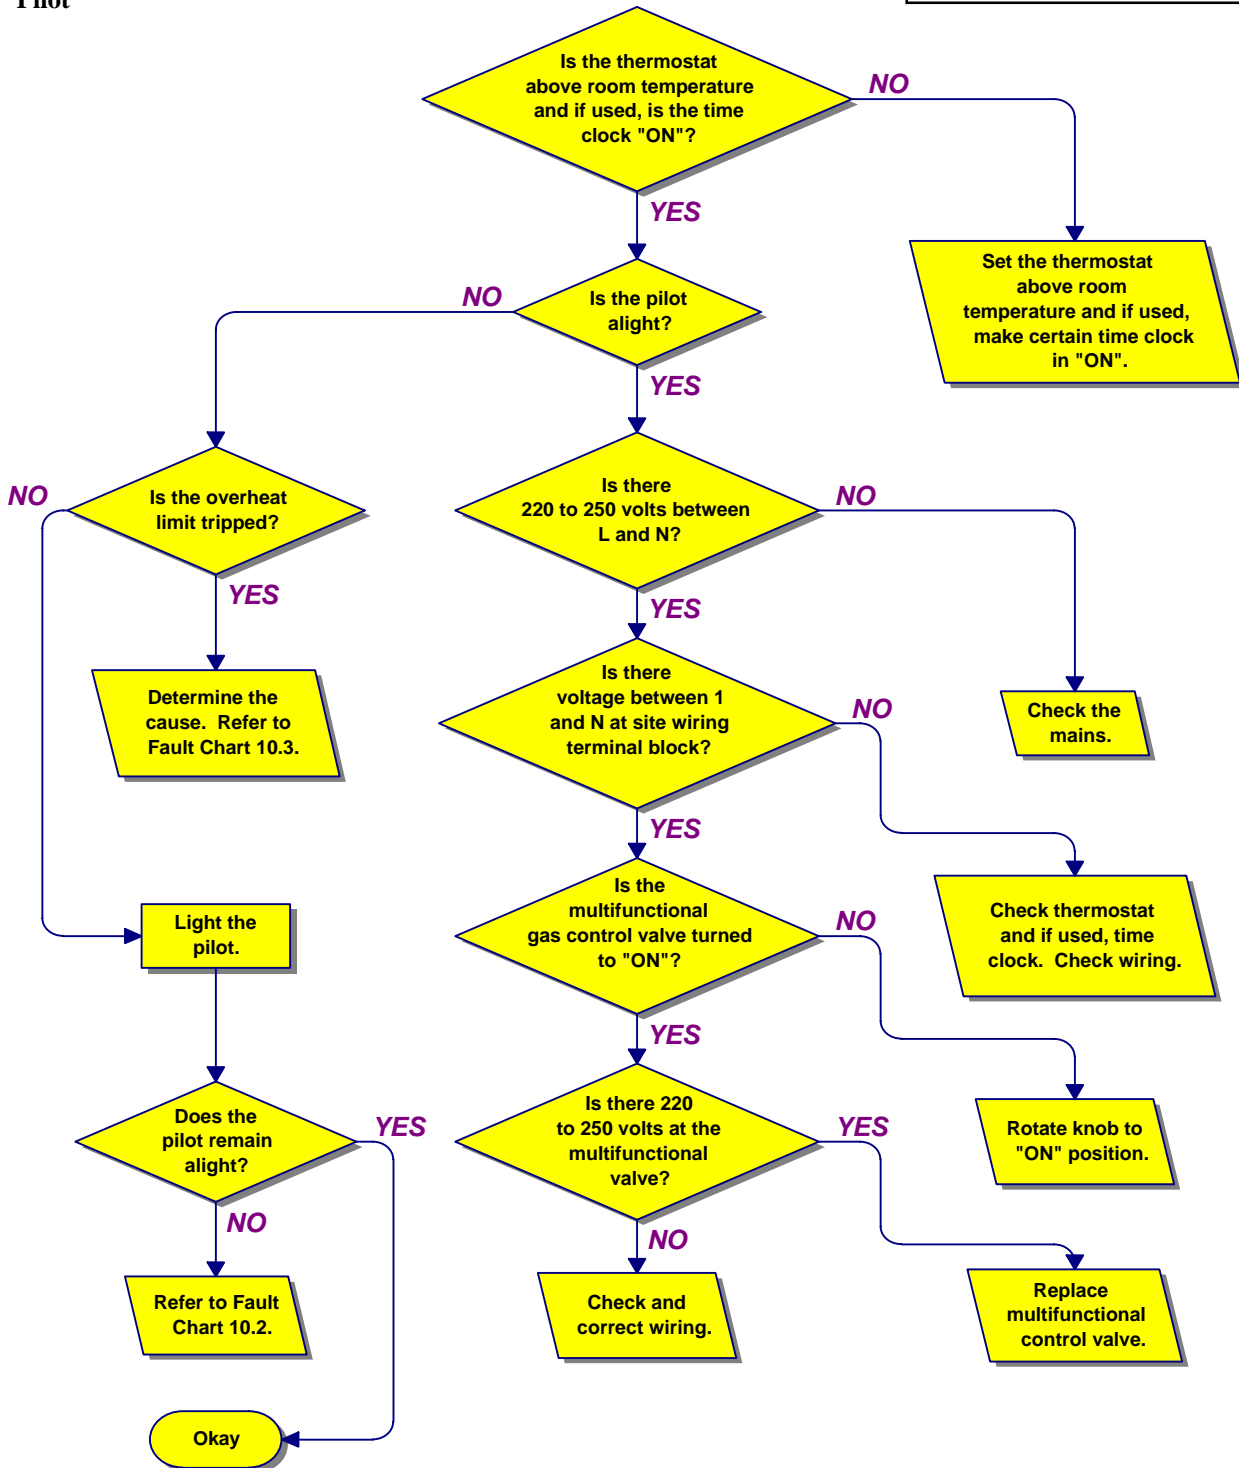 Pilot
Is the thermostat
above room temperature
and if used, is the time
clock "ON"?
NO
YES
Set the thermostat
above room
temperature and if used,
make certain time clock
in "ON".
NO
Is the pilot
alight?
YES
NO
Is the overheat
limit tripped?
YES
Is there
220 to 250 volts between
L and N?
NO
YES
Determine the
cause. Refer to
Fault Chart 10.3.
Is there
voltage between 1
and N at site wiring
terminal block?
NO
YES
Check the
mains.
Light the
pilot.
Is the
multifunctional
gas control valve turned
to "ON"?
NO
YES
Check thermostat
and if used, time
clock. Check wiring.
Does the
pilot remain
alight?
YES
NO
Is there 220
to 250 volts at the
multifunctional
valve?
YES
NO
Rotate knob to
"ON" position.
Refer to Fault
Chart 10.2.
Check and
correct wiring.
Replace
multifunctional
control valve.
Okay